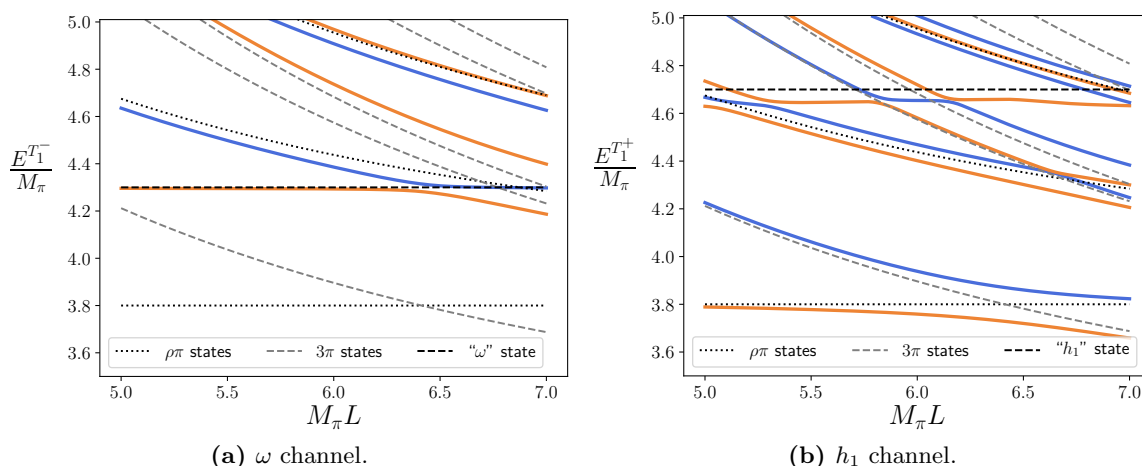 5.0
4.8
4.6
4.4
4.2
4.0
3.8
3.6
E^{T_1^-}
M_π
ρπ states
3π states
“ω” state
5.0 5.5 6.0 6.5 7.0
M_πL
(a) ω channel.
5.0
4.8
4.6
4.4
4.2
4.0
3.8
3.6
E^{T_1^+}
M_π
ρπ states
3π states
“h_1” state
5.0 5.5 6.0 6.5 7.0
M_πL
(b) h_1 channel.